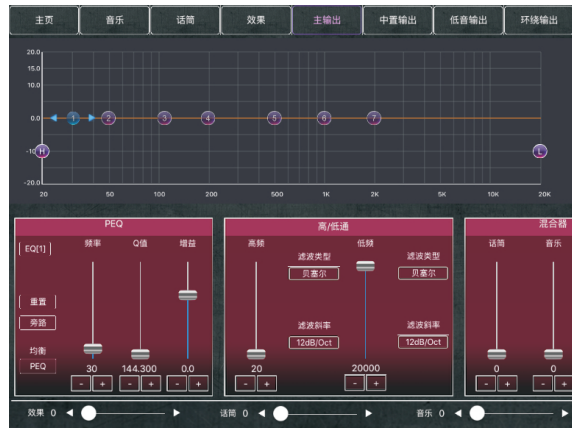 主页 音乐 话筒 效果 主输出 中置输出 低音输出 环绕输出
20.0
15.0
10.0
0.0
-10
-20.0
H 1 2 3 4 5 6 7 L
20 50 100 200 500 1K 2K 5K 10K 20K
PEQ 高/低通 混合器
EQ[1] 频率 Q值 增益 高频 低频 话筒 音乐
滤波类型 滤波类型
贝塞尔 贝塞尔
重置
旁路
滤波斜率 滤波斜率
12dB/Oct 12dB/Oct
均衡
PEQ 30 144.300 0.0 20 20000 0 0
- + - + - + - + - + - + - +
效果 0 话筒 0 音乐 0